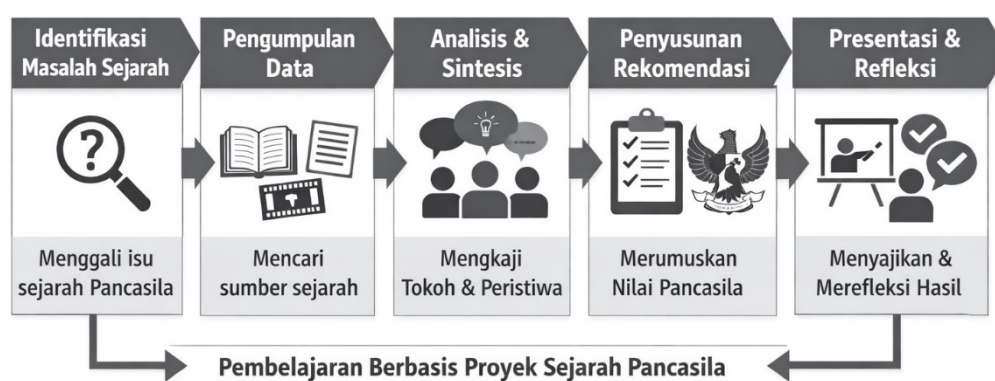 Identifikasi
Masalah Sejarah
Pengumpulan
Data
Analisis &
Sintesis
Penyusunan
Rekomendasi
Presentasi &
Refleksi
?
Menggali isu
sejarah Pancasila
Mencari
sumber sejarah
Mengkaji
Tokoh & Peristiwa
Merumuskan
Nilai Pancasila
Menyajikan &
Merefleksi Hasil
Pembelajaran Berbasis Proyek Sejarah Pancasila